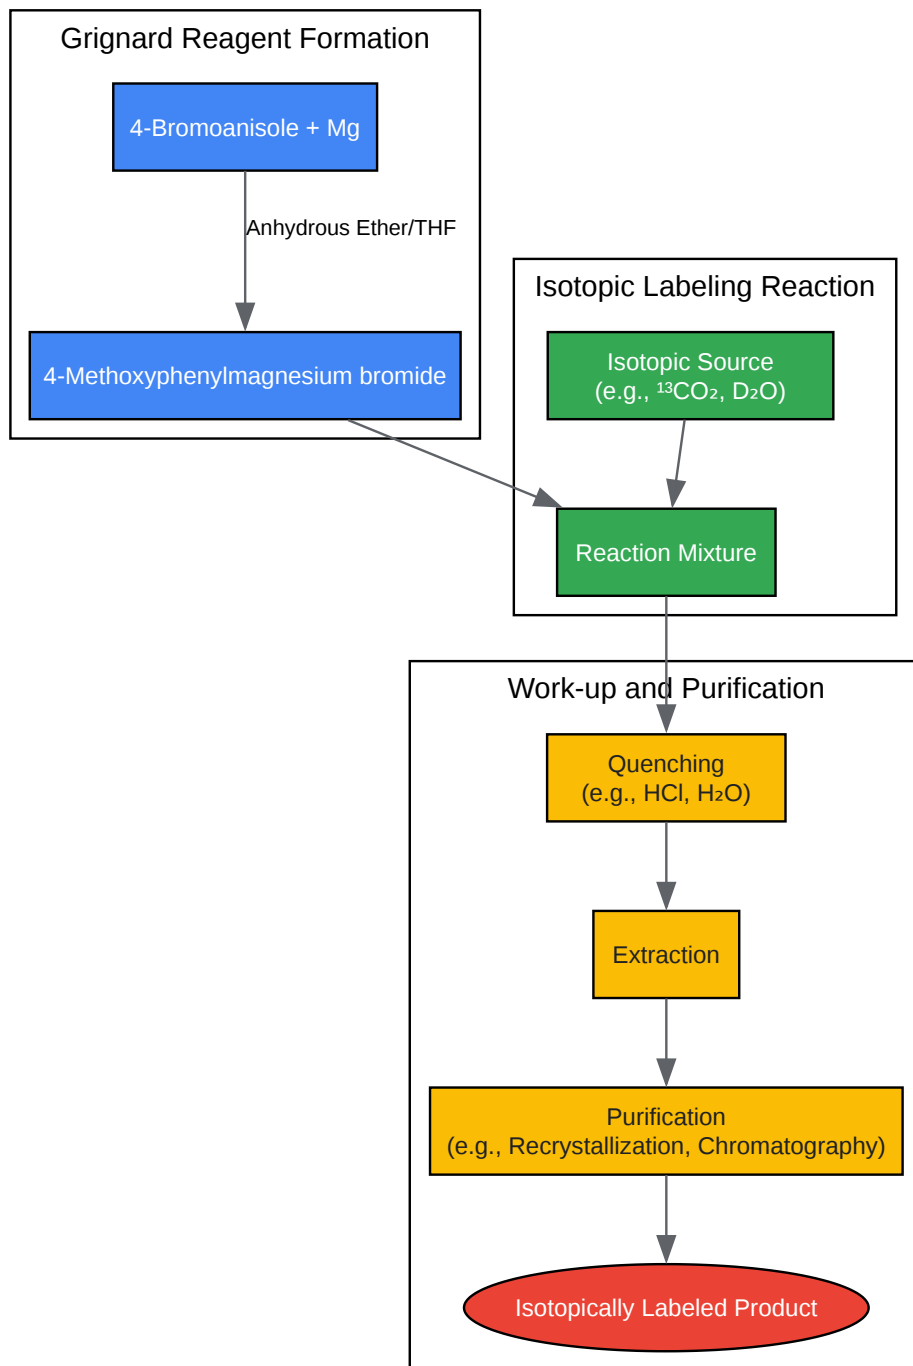 Grignard Reagent Formation
4-Bromoanisole + Mg
Anhydrous Ether/THF
4-Methoxyphenylmagnesium bromide
Isotopic Labeling Reaction
Isotopic Source
(e.g., ¹³CO₂, D₂O)
Reaction Mixture
Work-up and Purification
Quenching
(e.g., HCl, H₂O)
Extraction
Purification
(e.g., Recrystallization, Chromatography)
Isotopically Labeled Product